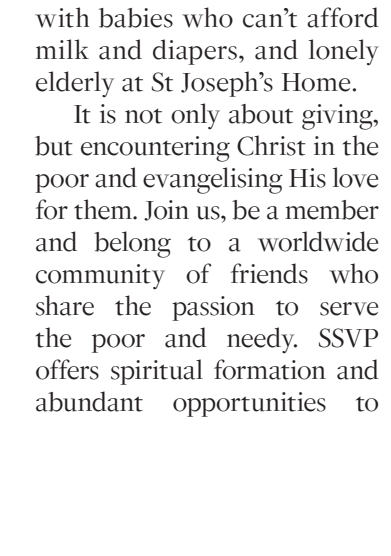 with babies who can’t afford
milk and diapers, and lonely
elderly at St Joseph’s Home.
It is not only about giving,
but encountering Christ in the
poor and evangelising His love
for them. Join us, be a member
and belong to a worldwide
community of friends who
share the passion to serve
the poor and needy. SSVP
offers spiritual formation and
abundant opportunities to